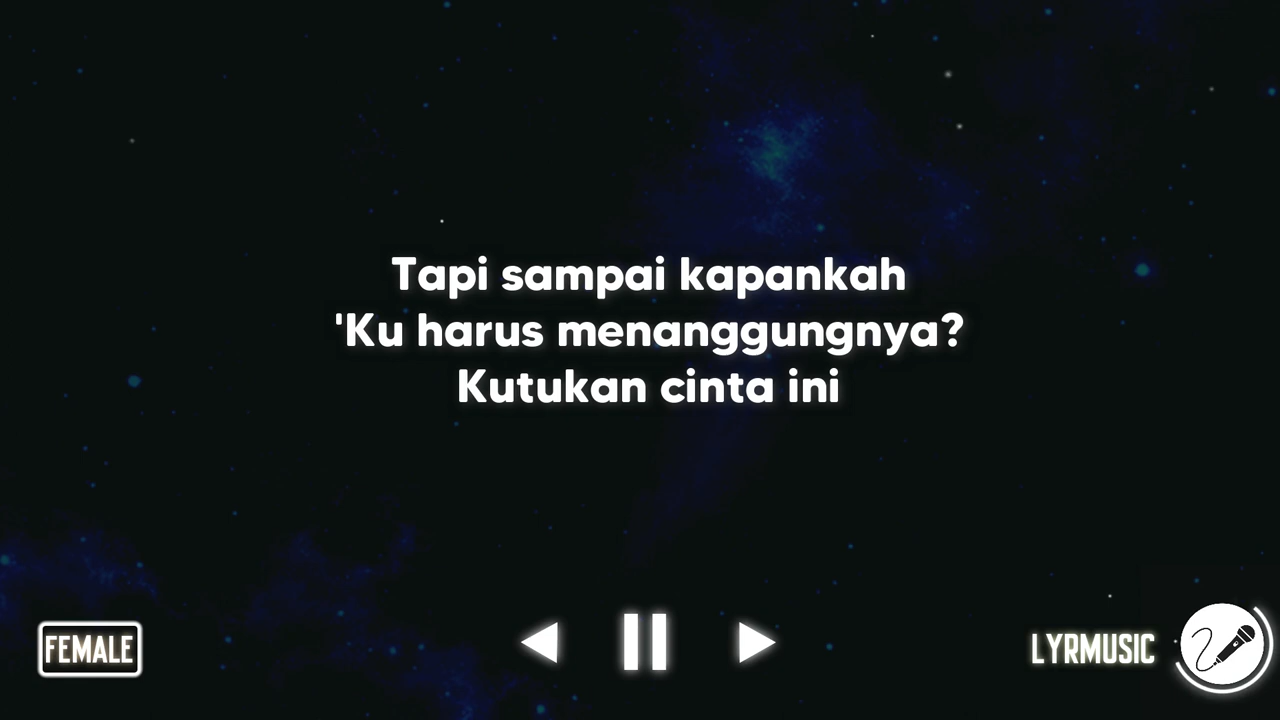 Tapi sampai kapankah
'Ku harus menanggungnya?
Kutukan cinta ini
FEMALE
LYRMUSIC